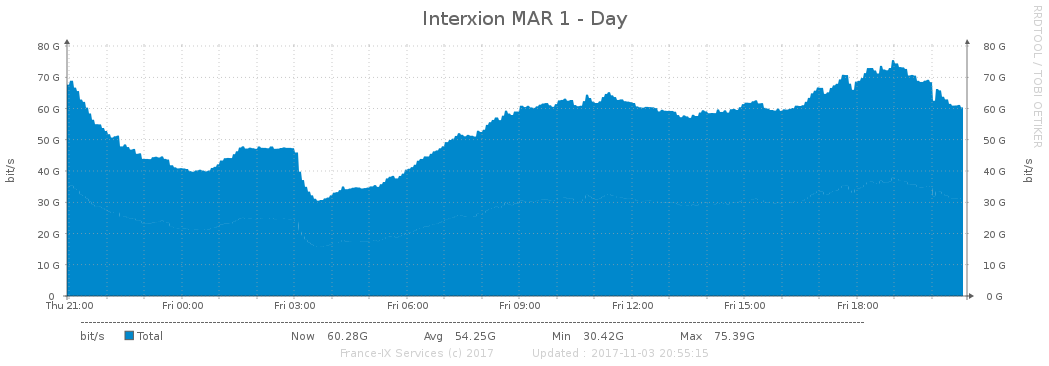 Interxion MAR 1 - Day
RRDTOOL / TOBI OETIKER
80 G 80 G
70 G 70 G
60 G 60 G
50 G 50 G
40 G 40 G
30 G 30 G
20 G 20 G
10 G 10 G
0 0 G
bit/s bit/s
Thu 21:00 Fri 00:00 Fri 03:00 Fri 06:00 Fri 09:00 Fri 12:00 Fri 15:00 Fri 18:00
bit/s Total Now 60.28G Avg 54.25G Min 30.42G Max 75.39G
France-IX Services (c) 2017 Updated : 2017-11-03 20:55:15